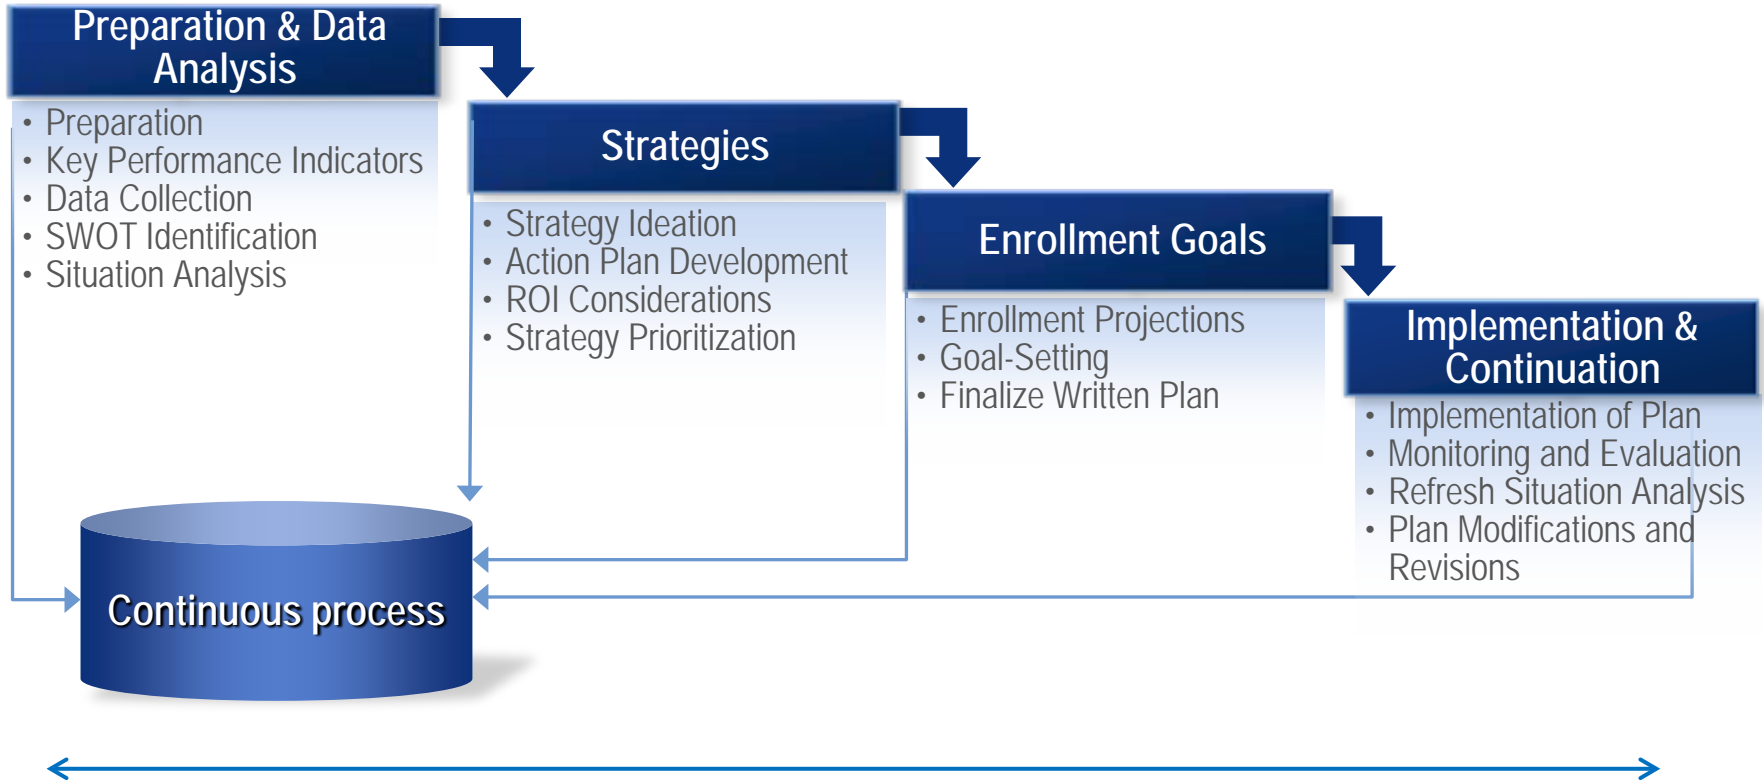 Preparation & Data
Analysis
• Preparation
• Key Performance Indicators
• Data Collection
• SWOT Identification
• Situation Analysis
Strategies
• Strategy Ideation
• Action Plan Development
• ROI Considerations
• Strategy Prioritization
Enrollment Goals
• Enrollment Projections
• Goal-Setting
• Finalize Written Plan
Implementation &
Continuation
• Implementation of Plan
• Monitoring and Evaluation
• Refresh Situation Analysis
• Plan Modifications and
Revisions
Continuous process